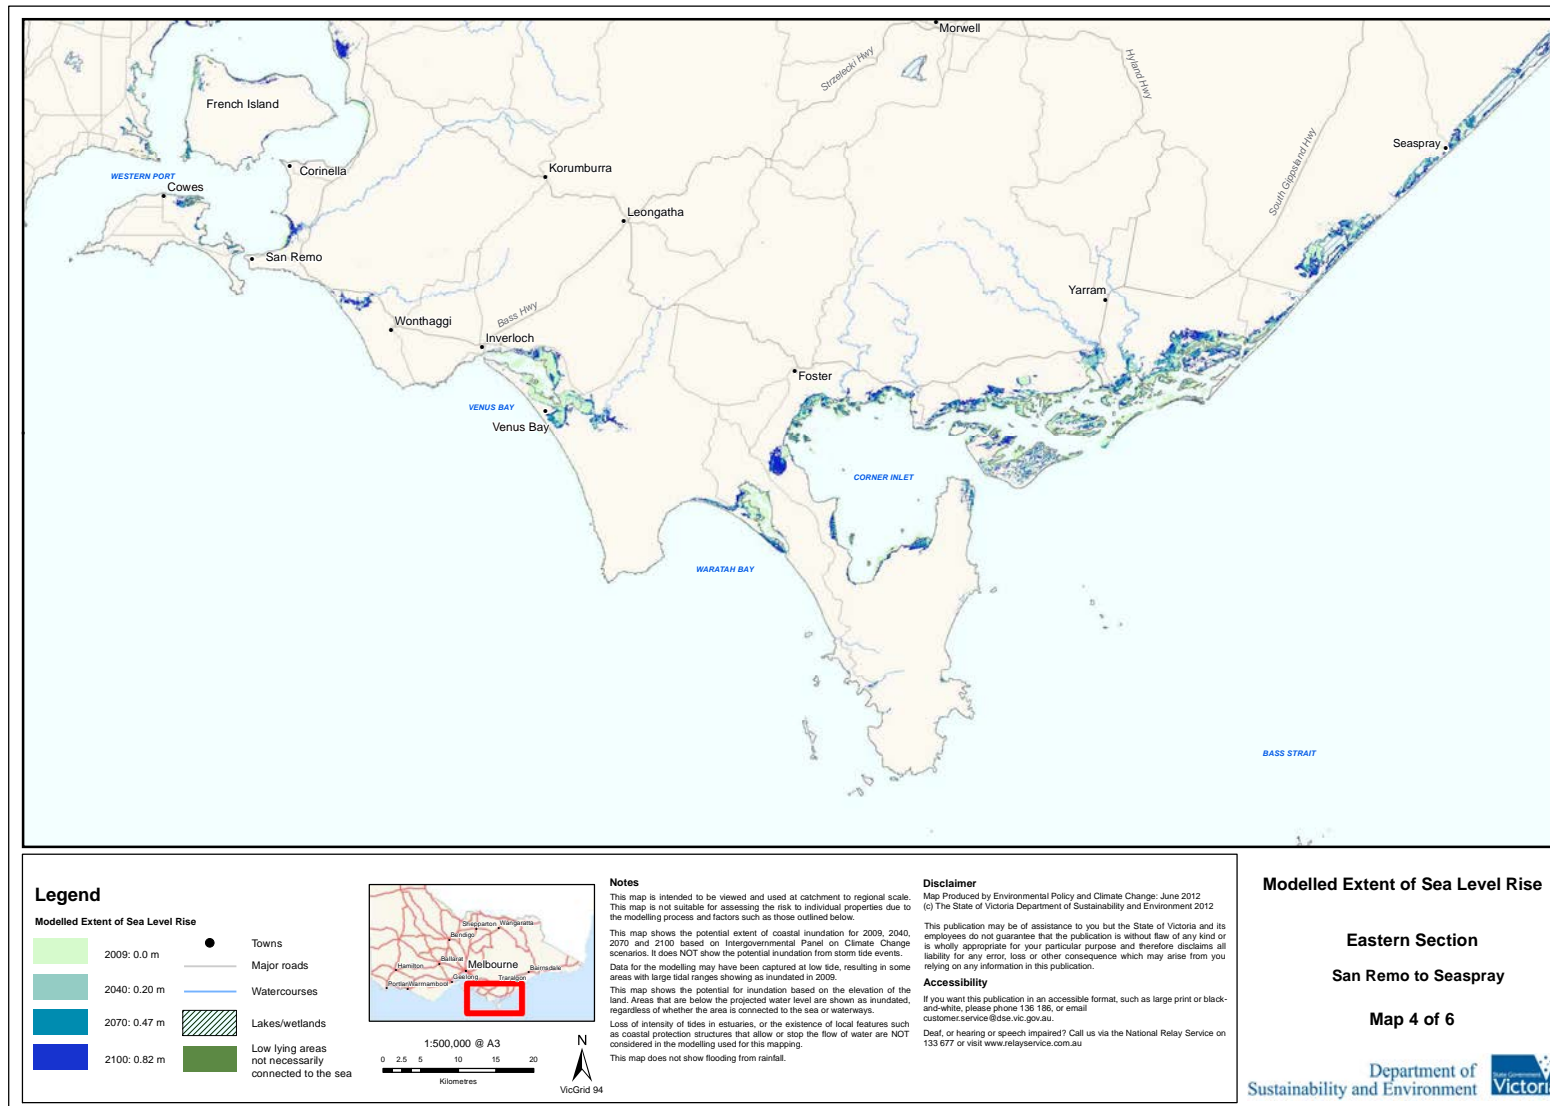 Morwell
Strzelecki Hwy
Hyland Hwy
French Island
Seaspray
Corinella
Korumburra
WESTERN PORT
Cowes
South Gippsland Hwy
Leongatha
San Remo
Yarram
Bass Hwy
Wonthaggi
Inverloch
Foster
VENUS BAY
Venus Bay
CORNER INLET
WARATAH BAY
BASS STRAIT
Legend
Modelled Extent of Sea Level Rise
2009: 0.0 m
2040: 0.20 m
2070: 0.47 m
2100: 0.82 m
Towns
Major roads
Watercourses
Lakes/wetlands
Low lying areas
not necessarily
connected to the sea
Shepparton Wangaratta
Bendigo
Ballarat
Hamilton
Melbourne
Geelong
Bairnsdale
Traralgon
Warrnambool
1:500,000 @ A3
0 2.5 5 10 15 20
Kilometres
N
VicGrid 94
Notes
This map is intended to be viewed and used at catchment to regional scale.
This map is not suitable for assessing the risk to individual properties due to
the modelling process and factors such as those outlined below.
This map shows the potential extent of coastal inundation for 2009, 2040,
2070 and 2100 based on Intergovernmental Panel on Climate Change
scenarios. It does NOT show the potential inundation from storm tide events.
Data for the modelling may have been captured at low tide, resulting in some
areas with large tidal ranges showing as inundated in 2009.
This map shows the potential for inundation based on the elevation of the
land. Areas that are below the projected water level are shown as inundated,
regardless of whether the area is connected to the sea or waterways.
Loss of intensity of tides in estuaries, or the existence of local features such
as coastal protection structures that allow or stop the flow of water are NOT
considered in the modelling used for this mapping.
This map does not show flooding from rainfall.
Disclaimer
Map Produced by Environmental Policy and Climate Change: June 2012
(c) The State of Victoria Department of Sustainability and Environment 2012
This publication may be of assistance to you but the State of Victoria and its
employees do not guarantee that the publication is without flaw of any kind or
is wholly appropriate for your particular purpose and therefore disclaims all
liability for any error, loss or other consequence which may arise from you
relying on any information in this publication.
Accessibility
If you want this publication in an accessible format, such as large print or black-
and-white, please phone 136 186, or email
customer.service@dse.vic.gov.au.
Deaf, or hearing or speech impaired? Call us via the National Relay Service on
133 677 or visit www.relayservice.com.au
Modelled Extent of Sea Level Rise
Eastern Section
San Remo to Seaspray
Map 4 of 6
Department of
Sustainability and Environment
State Government
Victoria